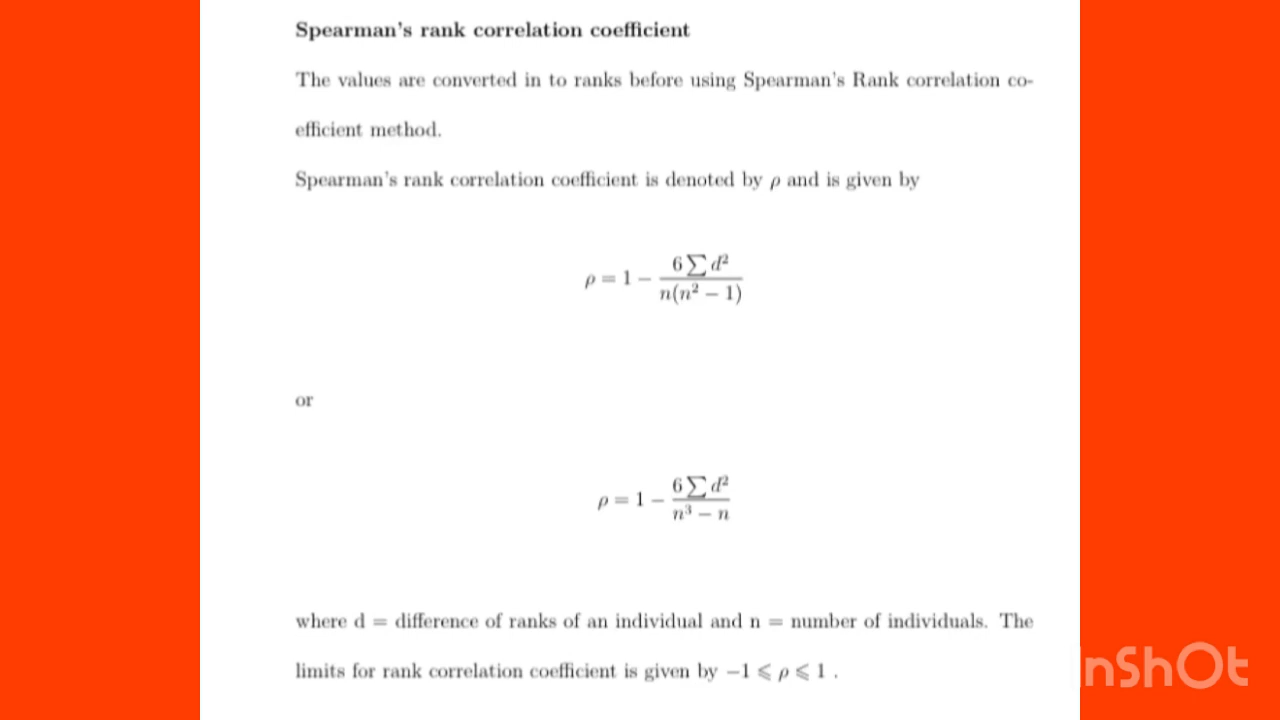 Spearman's rank correlation coefficient
The values are converted in to ranks before using Spearman's Rank correlation co-
efficient method.
Spearman's rank correlation coefficient is denoted by ρ and is given by
ρ = 1 − 6∑d² / n(n² − 1)
or
ρ = 1 − 6∑d² / n³ − n
where d = difference of ranks of an individual and n = number of individuals. The
limits for rank correlation coefficient is given by −1 ⩽ ρ ⩽ 1 .
InShOt